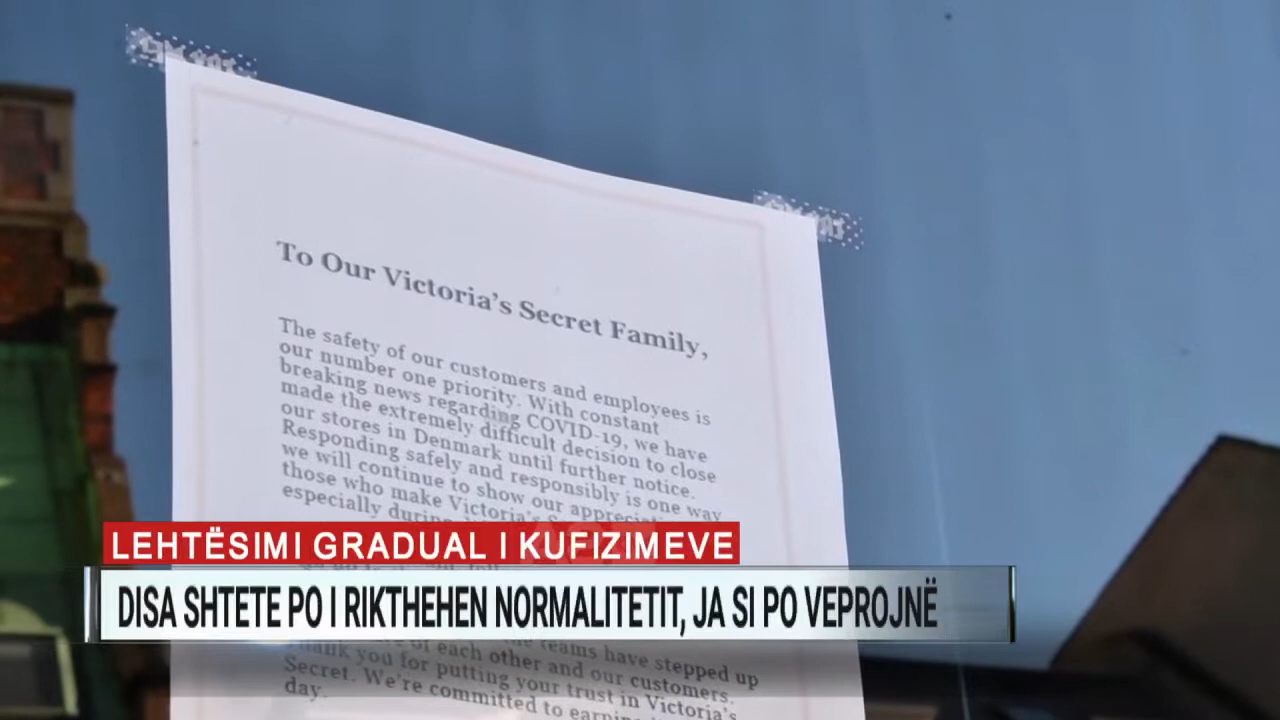 To Our Victoria's Secret Family,
The safety of our customers and employees is
our number one priority. With constant
breaking news regarding COVID-19, we have
made the extremely difficult decision to close
our stores in Denmark until further notice.
Responding safely and responsibly is one way
we will continue to show our
those who make Victoria's
especially
LEHTËSIMI GRADUAL I KUFIZIMEVE
DISA SHTETE PO I RIKTHEHEN NORMALITETIT, JA SI PO VEPROJNË
teams have stepped up
of each other and our customers.
Thank you for putting your trust in Victoria's
Secret. We're committed to
day.